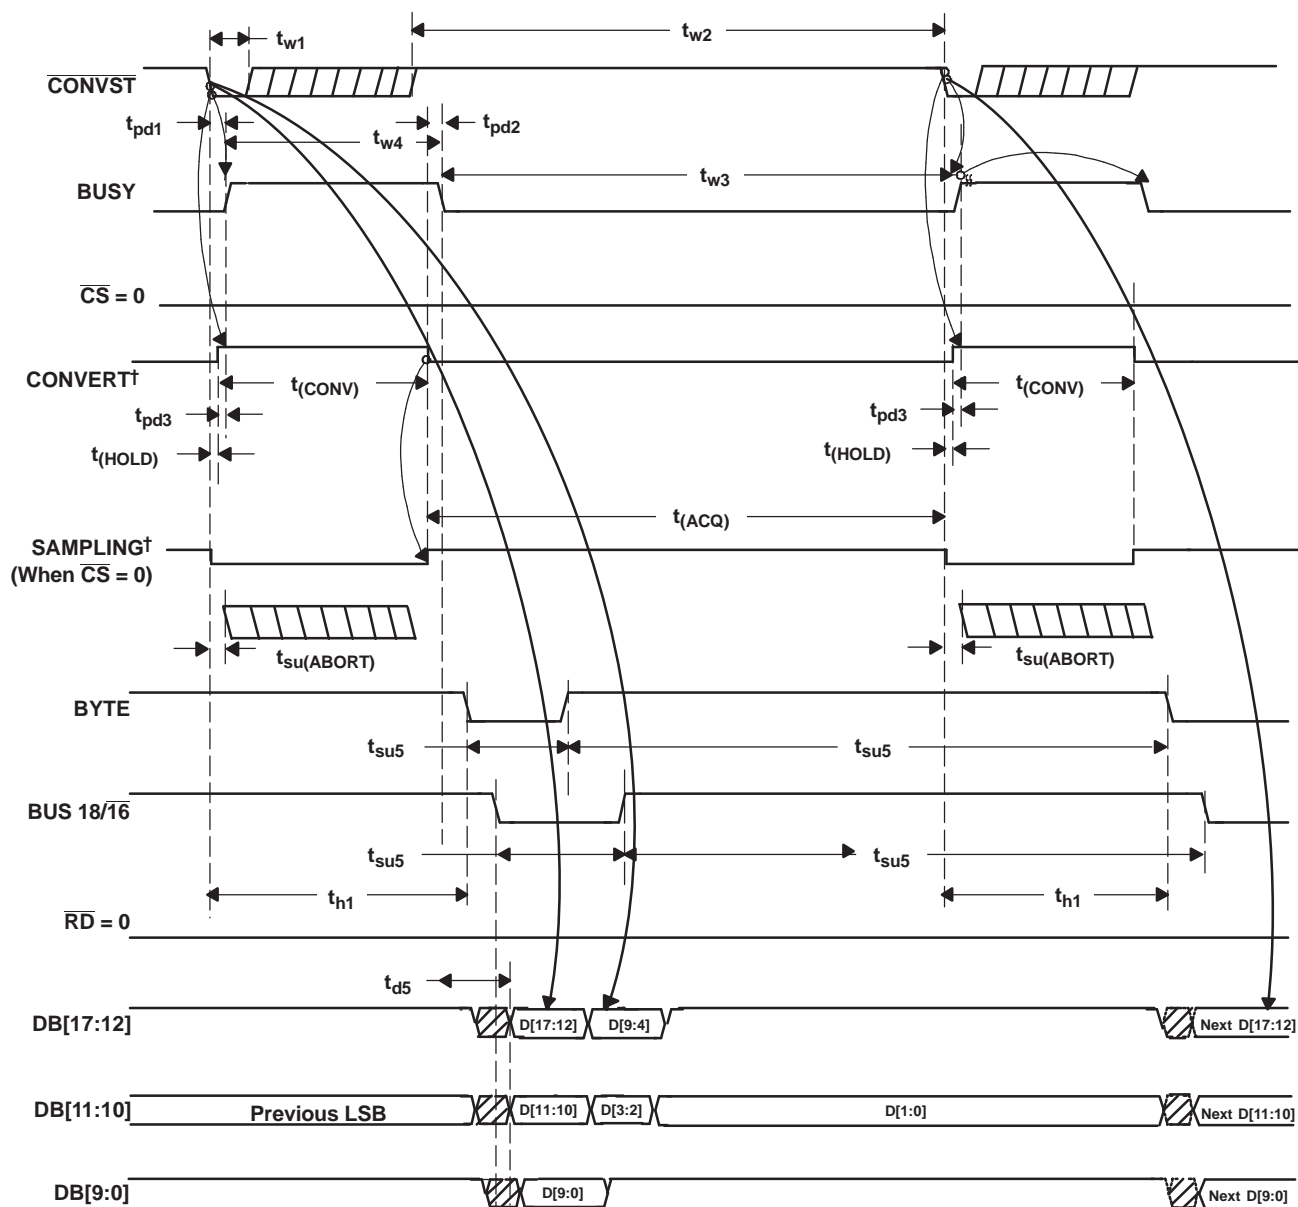 tw1
tw2
CONVST
tpd1
tw4
tpd2
BUSY
tw3
CS = 0
CONVERT†
t(CONV)
t(CONV)
tpd3
tpd3
t(HOLD)
t(HOLD)
t(ACQ)
SAMPLING†
(When CS = 0)
tsu(ABORT)
tsu(ABORT)
BYTE
tsu5
tsu5
BUS 18/16
tsu5
tsu5
th1
th1
RD = 0
td5
DB[17:12]
D[17:12]
D[9:4]
Next D[17:12]
DB[11:10]
Previous LSB
D[11:10]
D[3:2]
D[1:0]
Next D[11:10]
DB[9:0]
D[9:0]
Next D[9:0]